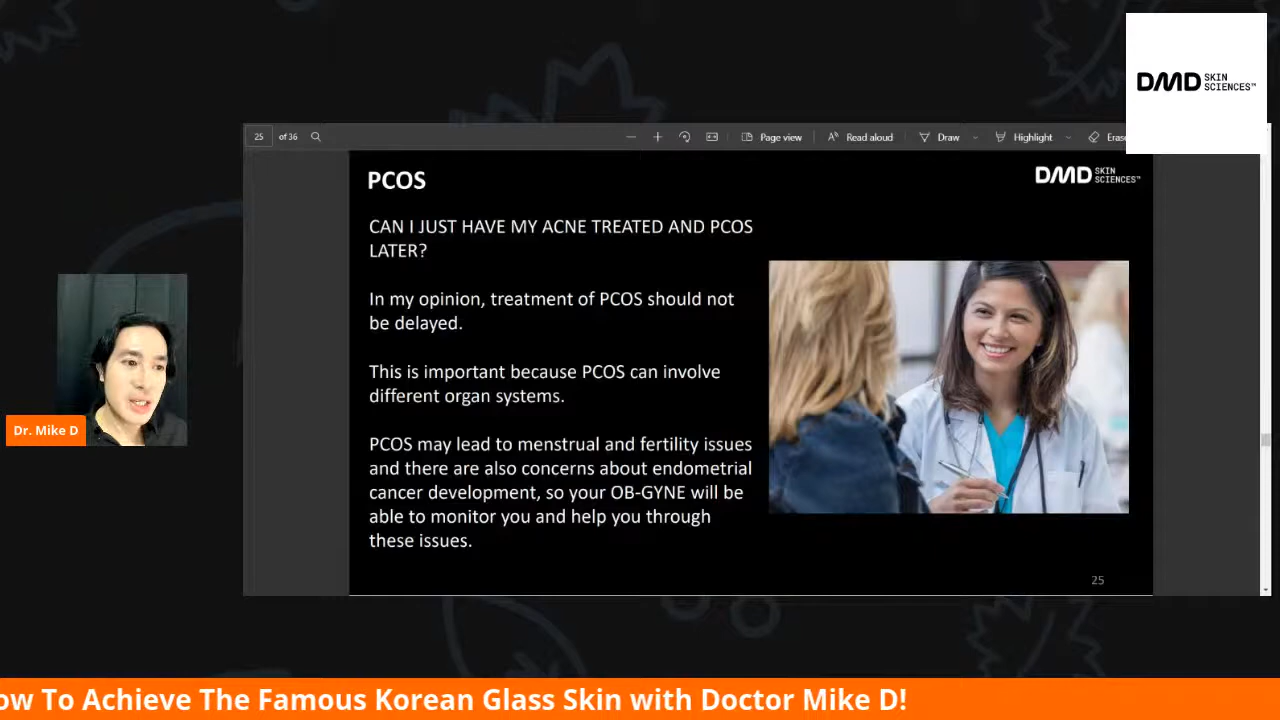 DMD SKIN SCIENCES™
25 of 36 Page view Read aloud Draw Highlight Eras
PCOS
DMD SKIN SCIENCES™
CAN I JUST HAVE MY ACNE TREATED AND PCOS
LATER?
In my opinion, treatment of PCOS should not
be delayed.
This is important because PCOS can involve
different organ systems.
PCOS may lead to menstrual and fertility issues
and there are also concerns about endometrial
cancer development, so your OB-GYNE will be
able to monitor you and help you through
these issues.
25
Dr. Mike D
ow To Achieve The Famous Korean Glass Skin with Doctor Mike D!